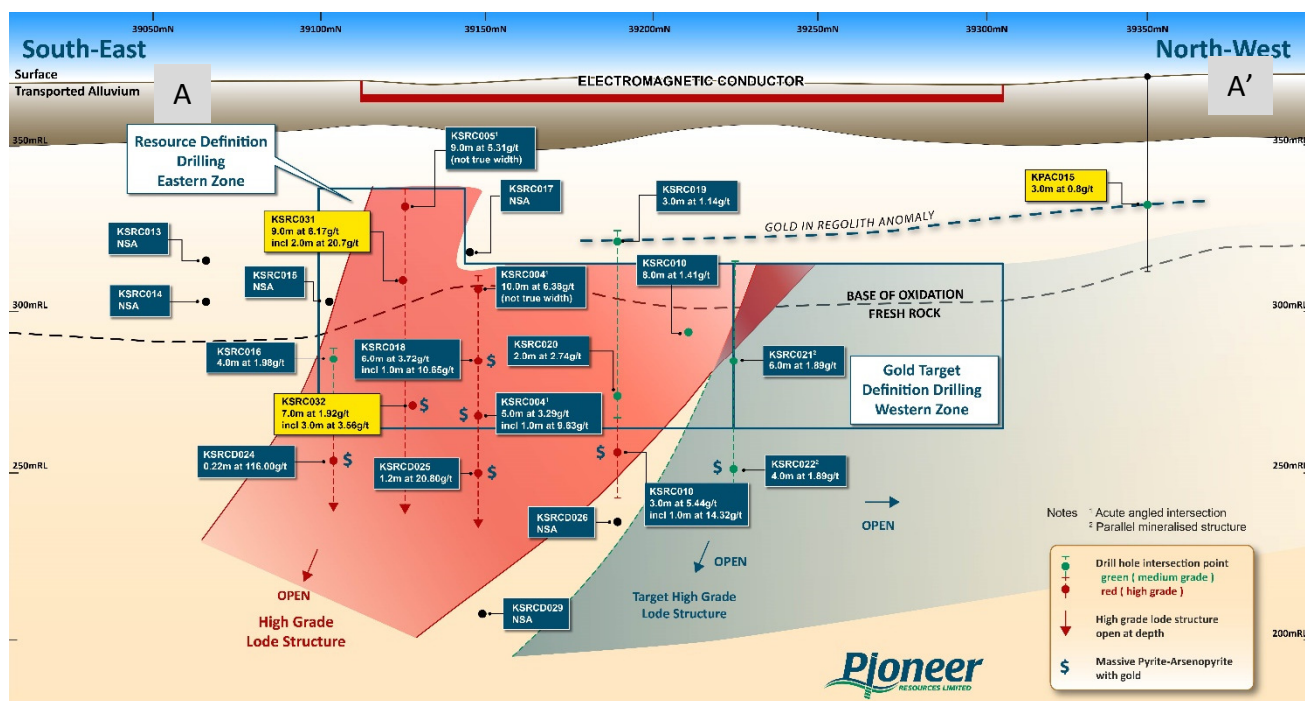 39050mN
39100mN
39150mN
39200mN
39250mN
39300mN
39350mN
South-East
North-West
Surface
Transported Alluvium
A
A’
ELECTROMAGNETIC CONDUCTOR
350mRL
350mRL
Resource Definition
Drilling
Eastern Zone
KSRC005¹
9.0m at 5.31g/t
(not true width)
KSRC017
NSA
KSRC019
3.0m at 1.14g/t
KPAC015
3.0m at 0.8g/t
GOLD IN REGOLITH ANOMALY
KSRC013
NSA
KSRC031
9.0m at 6.17g/t
incl 2.0m at 20.7g/t
KSRC014
NSA
KSRC015
NSA
KSRC004¹
10.0m at 6.38g/t
(not true width)
KSRC010
8.0m at 1.41g/t
300mRL
300mRL
BASE OF OXIDATION
FRESH ROCK
KSRC016
4.0m at 1.98g/t
KSRC018
6.0m at 3.72g/t
incl 1.0m at 10.65g/t
$
KSRC020
2.0m at 2.74g/t
KSRC021²
6.0m at 1.89g/t
Gold Target
Definition Drilling
Western Zone
KSRC032
7.0m at 1.92g/t
incl 3.0m at 3.56g/t
$
$
KSRC004¹
5.0m at 3.29g/t
incl 1.0m at 9.63g/t
KSRCD024
0.22m at 116.00g/t
$
KSRCD025
1.2m at 20.80g/t
$
$
KSRC010
3.0m at 5.44g/t
incl 1.0m at 14.32g/t
$
KSRC022²
4.0m at 1.89g/t
250mRL
250mRL
KSRCD026
NSA
OPEN
OPEN
OPEN
High Grade
Lode Structure
Target High Grade
Lode Structure
KSRCD029
NSA
200mRL
200mRL
Notes
¹ Acute angled intersection
² Parallel mineralised structure
Drill hole intersection point
green ( medium grade )
red ( high grade )
High grade lode structure
open at depth
$
Massive Pyrite-Arsenopyrite
with gold
Pioneer
RESOURCES LIMITED